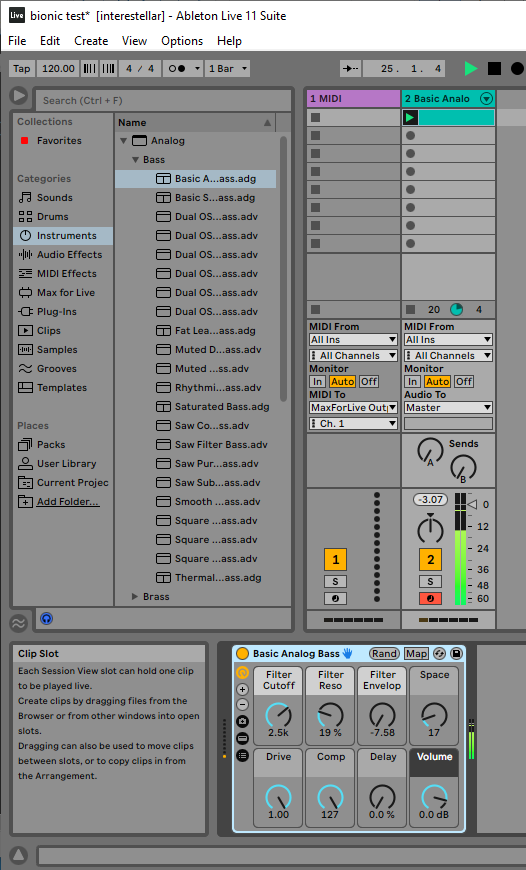 Live bionic test* [interestellar] - Ableton Live 11 Suite
File Edit Create View Options Help
Tap 120.00 4 / 4 1 Bar 25 . 1 . 4
Search (Ctrl + F)
Collections
Favorites
Categories
Sounds
Drums
Instruments
Audio Effects
MIDI Effects
Max for Live
Plug-Ins
Clips
Samples
Grooves
Templates
Places
Packs
User Library
Current Projec
Add Folder...
Name
Analog
Bass
Basic A...ass.adg
Basic S...ass.adg
Dual OS...ass.adv
Dual OS...ass.adv
Dual OS...ass.adv
Dual OS...ass.adv
Dual OS...ass.adv
Dual OS...ass.adv
Fat Lea...ass.adg
Muted D...ass.adv
Muted ...ss.adv
Rhythmi...ass.adv
Saturated Bass.adg
Saw Co...ss.adv
Saw Filter Bass.adv
Saw Pur...ass.adv
Saw Sub...ass.adv
Smooth ...ass.adv
Square ...ass.adv
Square ...ass.adv
Square ...ass.adv
Thermal...ass.adg
Brass
1 MIDI
2 Basic Analo
20 4
MIDI From
All Ins
All Channels
Monitor
In Auto Off
MIDI To
MaxForLive Out
Ch. 1
MIDI From
All Ins
All Channels
Monitor
In Auto Off
Audio To
Master
Sends
A
B
-3.07
0
12
24
36
48
60
1
S
2
S
Clip Slot
Each Session View slot can hold one
clip to be played live.
Create clips by dragging files from the
Browser or from other windows into open
slots.
Dragging can also be used to move clips
between slots, or to copy clips in from
the Arrangement.
Basic Analog Bass Rand Map
Filter Cutoff
2.5k
Filter Reso
19 %
Filter Envelop
-7.58
Space
17
Drive
1.00
Comp
127
Delay
0.0 %
Volume
0.0 dB